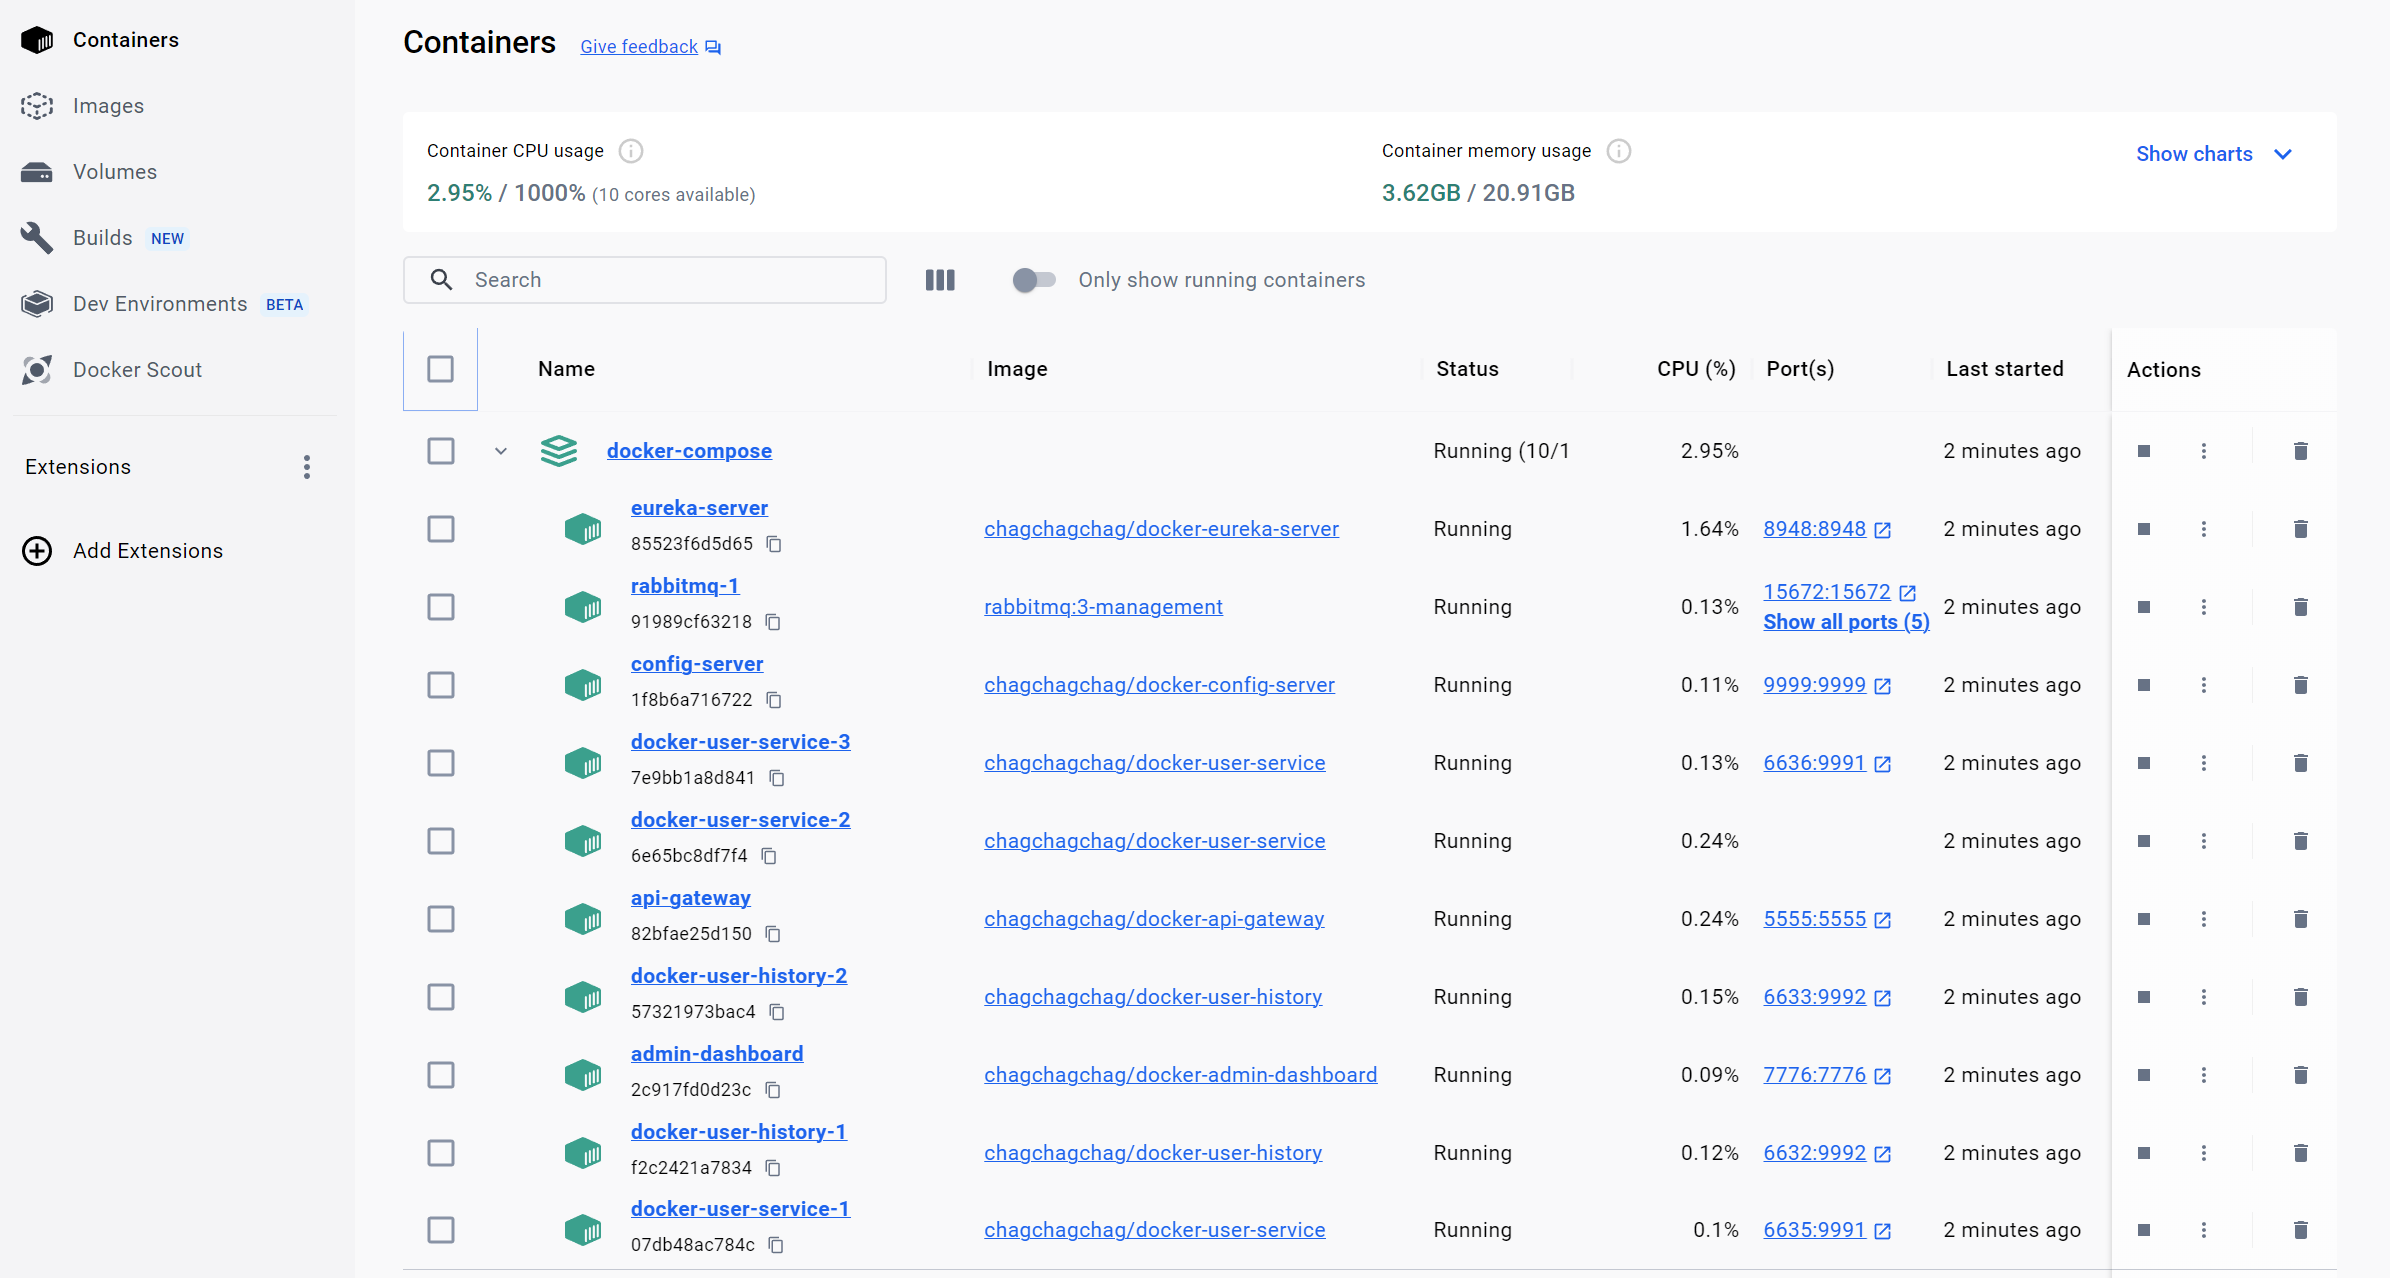 Containers
Images
Volumes
Builds NEW
Dev Environments BETA
Docker Scout
Extensions
Add Extensions
Containers Give feedback
Container CPU usage
2.95% / 1000% (10 cores available)
Container memory usage
3.62GB / 20.91GB
Show charts
Search
Only show running containers
Name Image Status CPU (%) Port(s) Last started Actions
docker-compose Running (10/1 2.95% 2 minutes ago
eureka-server
85523f6d5d65
chagchagchag/docker-eureka-server Running 1.64% 8948:8948 2 minutes ago
rabbitmq-1
91989cf63218
rabbitmq:3-management Running 0.13% 15672:15672 2 minutes ago
Show all ports (5)
config-server
1f8b6a716722
chagchagchag/docker-config-server Running 0.11% 9999:9999 2 minutes ago
docker-user-service-3
7e9bb1a8d841
chagchagchag/docker-user-service Running 0.13% 6636:9991 2 minutes ago
docker-user-service-2
6e65bc8df7f4
chagchagchag/docker-user-service Running 0.24% 2 minutes ago
api-gateway
82bfae25d150
chagchagchag/docker-api-gateway Running 0.24% 5555:5555 2 minutes ago
docker-user-history-2
57321973bac4
chagchagchag/docker-user-history Running 0.15% 6633:9992 2 minutes ago
admin-dashboard
2c917fd0d23c
chagchagchag/docker-admin-dashboard Running 0.09% 7776:7776 2 minutes ago
docker-user-history-1
f2c2421a7834
chagchagchag/docker-user-history Running 0.12% 6632:9992 2 minutes ago
docker-user-service-1
07db48ac784c
chagchagchag/docker-user-service Running 0.1% 6635:9991 2 minutes ago